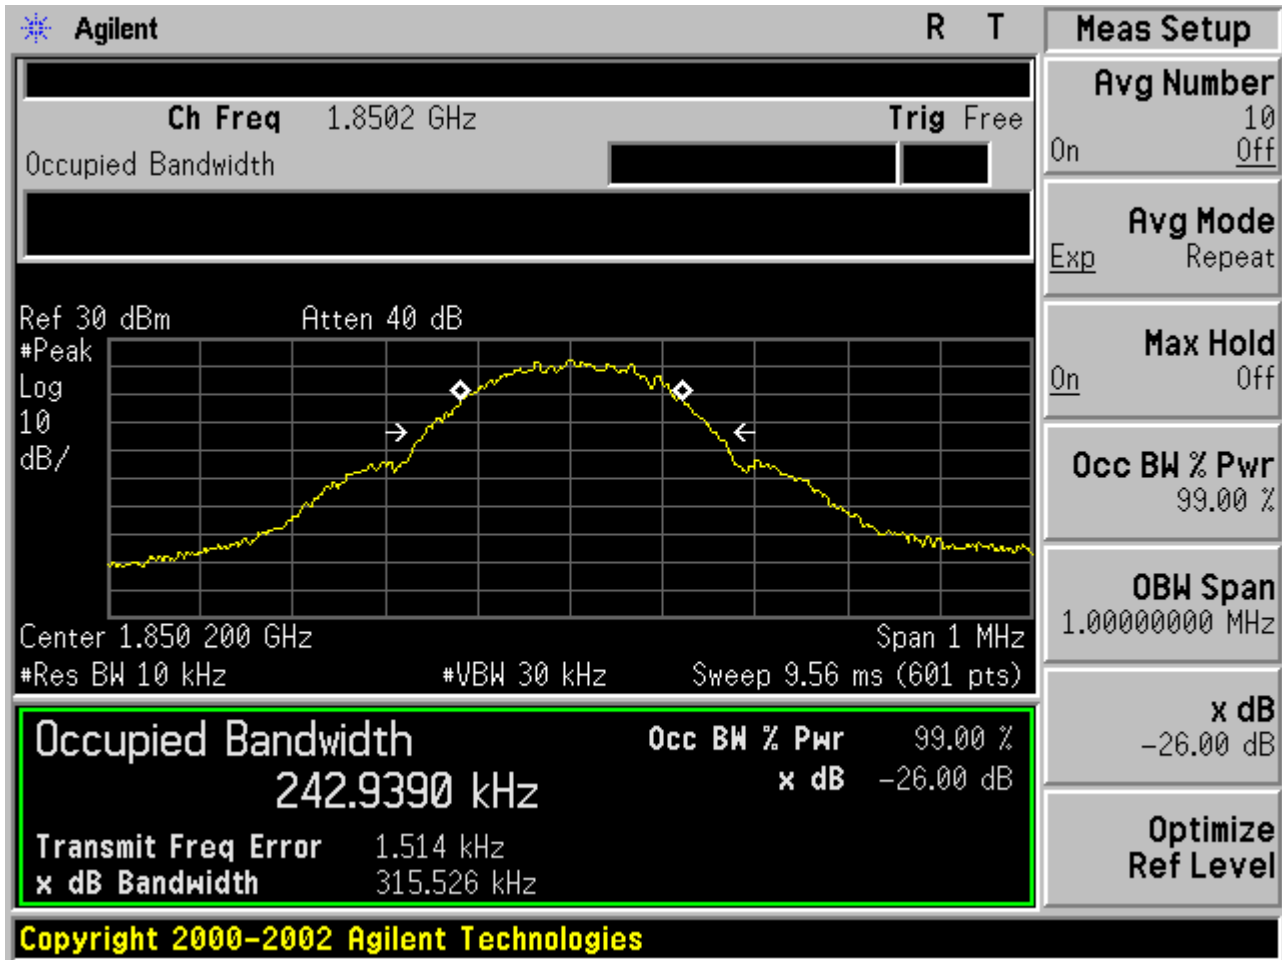 Agilent
R T
Meas Setup
Ch Freq 1.8502 GHz
Trig Free
Occupied Bandwidth
Avg Number
10
On Off
Avg Mode
Exp Repeat
Max Hold
On Off
Occ BW % Pwr
99.00 %
OBW Span
1.00000000 MHz
x dB
-26.00 dB
Optimize
Ref Level
Ref 30 dBm Atten 40 dB
#Peak
Log
10
dB/
Center 1.850 200 GHz Span 1 MHz
#Res BW 10 kHz #VBW 30 kHz Sweep 9.56 ms (601 pts)
Occupied Bandwidth
242.9390 kHz
Occ BW % Pwr 99.00 %
x dB -26.00 dB
Transmit Freq Error 1.514 kHz
x dB Bandwidth 315.526 kHz
Copyright 2000-2002 Agilent Technologies